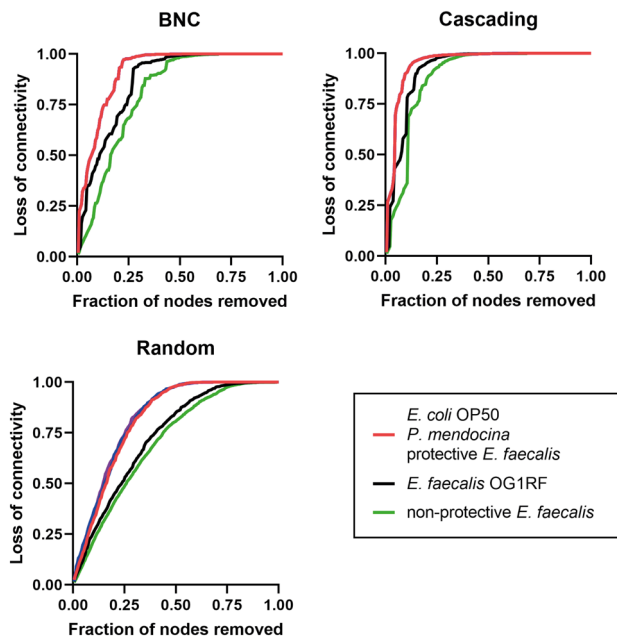 BNC
1.00
0.75
0.50
0.25
0.00
0.00 0.25 0.50 0.75 1.00
Loss of connectivity
Fraction of nodes removed
Cascading
1.00
0.75
0.50
0.25
0.00
0.00 0.25 0.50 0.75 1.00
Loss of connectivity
Fraction of nodes removed
Random
1.00
0.75
0.50
0.25
0.00
0.00 0.25 0.50 0.75 1.00
Loss of connectivity
Fraction of nodes removed
E. coli OP50
P. mendocina
protective E. faecalis
E. faecalis OG1RF
non-protective E. faecalis